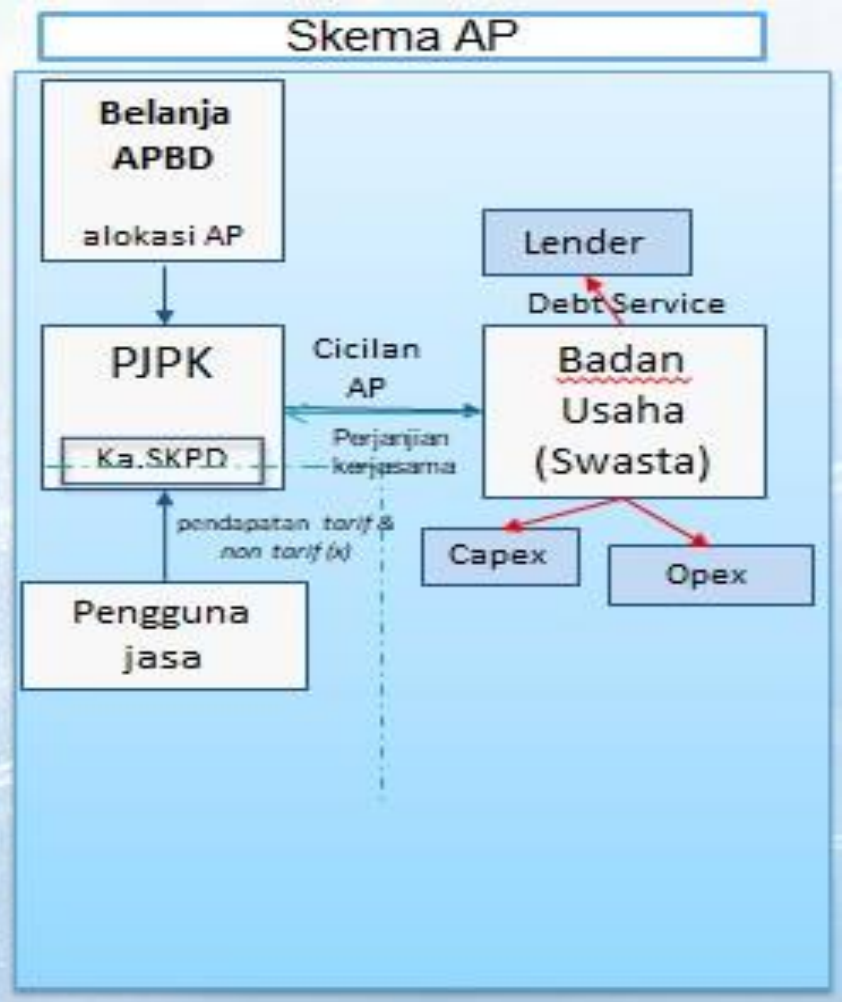 Skema AP
Belanja
APBD
alokasi AP
Lender
Debt Service
PJPK
Ka.SKPD
Cicilan
AP
Perjanjian
kerjasama
Badan
Usaha
(Swasta)
pendapatan tarif &
non tarif (x)
Capex
Opex
Pengguna
jasa